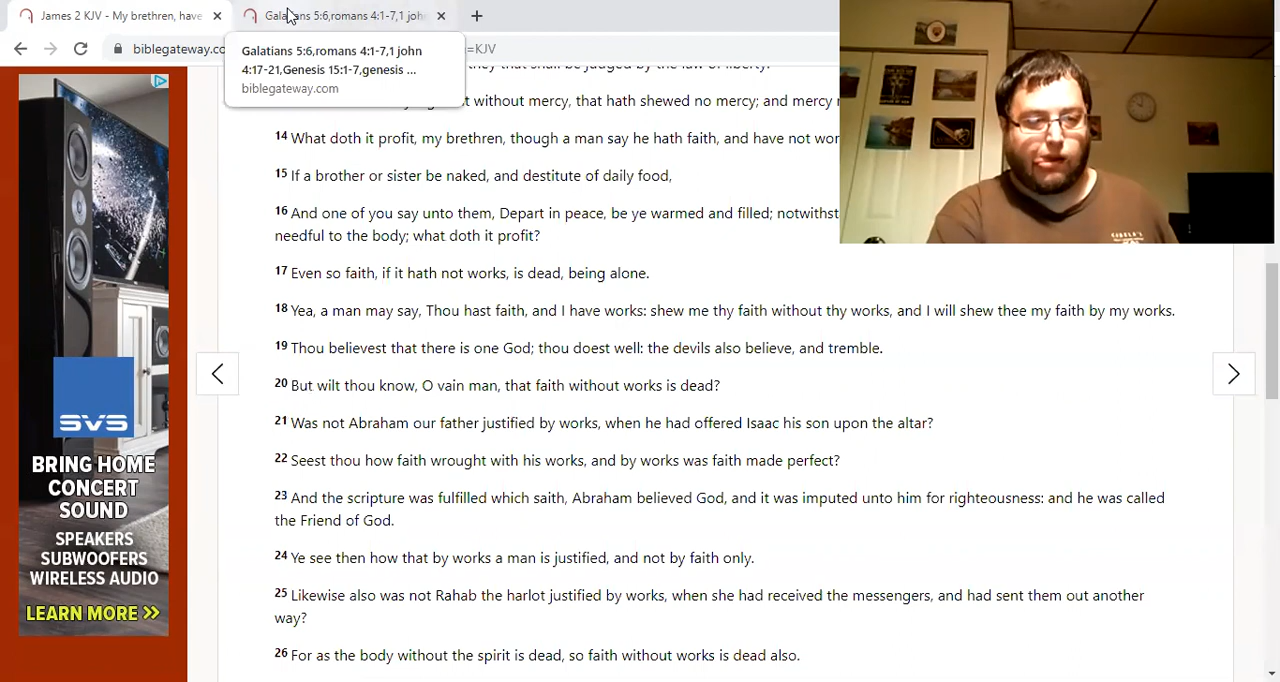 James 2 KJV - My brethren, have
Galatians 5:6,romans 4:1-7,1 joh
biblegateway.co
=KJV
Galatians 5:6,romans 4:1-7,1 john
4:17-21,Genesis 15:1-7,genesis ...
biblegateway.com
they that shall be judged by the law of liberty.
t without mercy, that hath shewed no mercy; and mercy
14 What doth it profit, my brethren, though a man say he hath faith, and have not wor
15 If a brother or sister be naked, and destitute of daily food,
16 And one of you say unto them, Depart in peace, be ye warmed and filled; notwithst
needful to the body; what doth it profit?
17 Even so faith, if it hath not works, is dead, being alone.
18 Yea, a man may say, Thou hast faith, and I have works: shew me thy faith without thy works, and I will shew thee my faith by my works.
19 Thou believest that there is one God; thou doest well: the devils also believe, and tremble.
20 But wilt thou know, O vain man, that faith without works is dead?
21 Was not Abraham our father justified by works, when he had offered Isaac his son upon the altar?
22 Seest thou how faith wrought with his works, and by works was faith made perfect?
23 And the scripture was fulfilled which saith, Abraham believed God, and it was imputed unto him for righteousness: and he was called
the Friend of God.
24 Ye see then how that by works a man is justified, and not by faith only.
25 Likewise also was not Rahab the harlot justified by works, when she had received the messengers, and had sent them out another
way?
26 For as the body without the spirit is dead, so faith without works is dead also.
SVS
BRING HOME
CONCERT
SOUND
SPEAKERS
SUBWOOFERS
WIRELESS AUDIO
LEARN MORE >>
CABELA'S